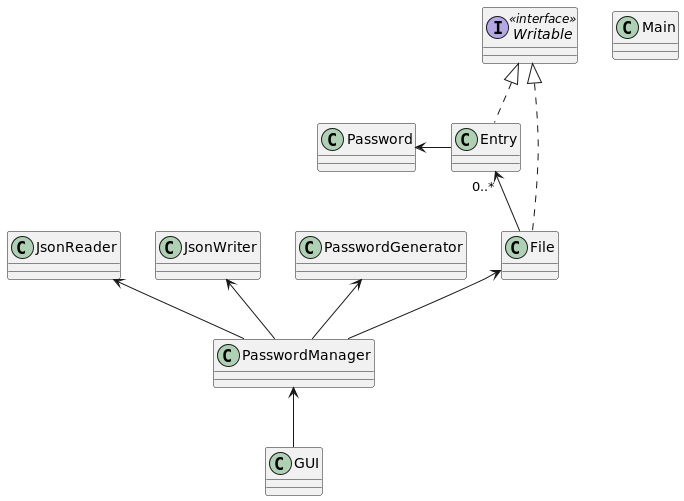 «interface»
I Writable
C Main
C Password
C Entry
0..*
C JsonReader
C JsonWriter
C PasswordGenerator
C File
C PasswordManager
C GUI